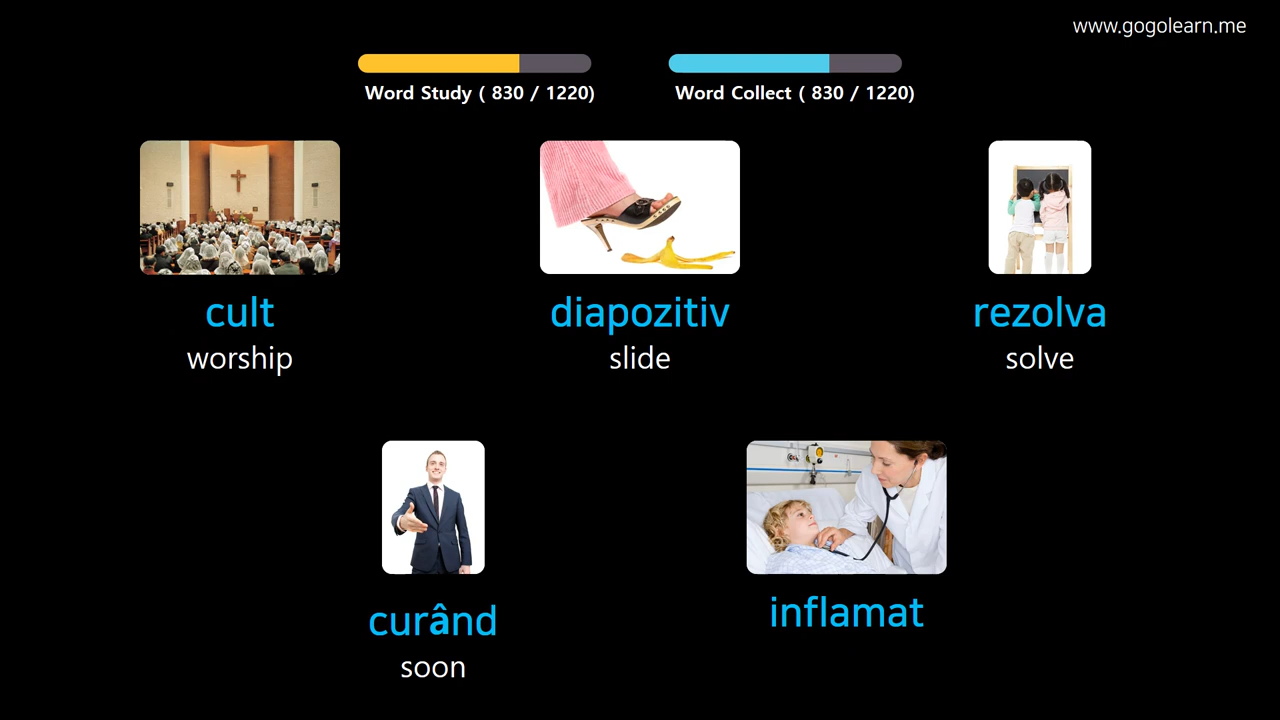 www.gogolearn.me
Word Study ( 830 / 1220)
Word Collect ( 830 / 1220)
cult
worship
diapozitiv
slide
rezolva
solve
curând
soon
inflamat